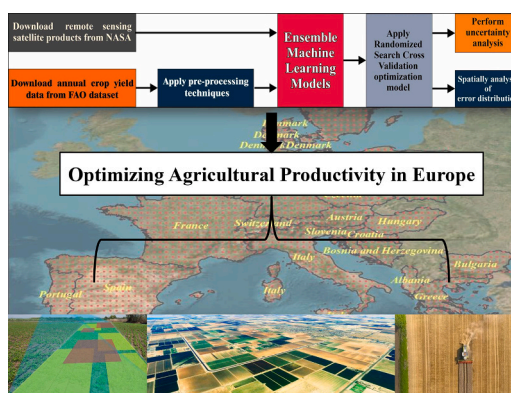 Download remote sensing
satellite products from NASA
Download annual crop yield
data from FAO dataset
Apply pre-processing
techniques
Ensemble
Machine
Learning
Models
Apply
Randomized
Search Cross
Validation
optimization
model
Perform
uncertainty
analysis
Spatially analys
of
error distributi
Denmark
Denmark
Denmark Denmark
Optimizing Agricultural Productivity in Europe
France
Switzerland
Austria
Hungary
Slovenia
Croatia
Bosnia and Herzegovina
Italy
Italy
Bulgaria
Albania
Greece
Portugal
Spain